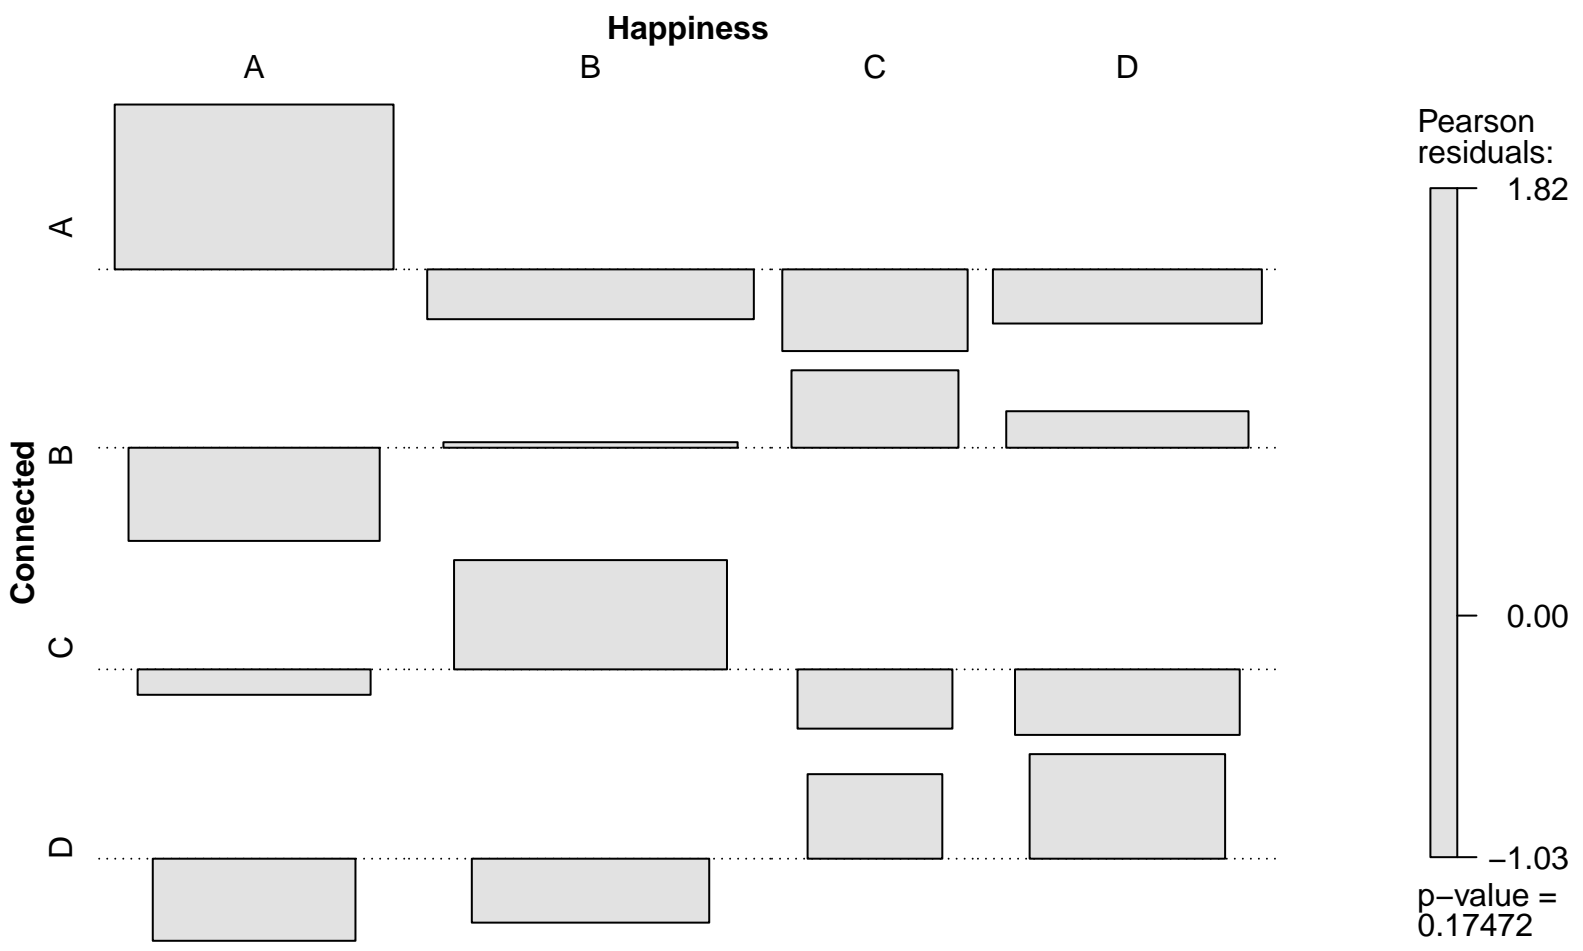 Happiness
A B C D
Connected
A
B
C
D
Pearson
residuals:
1.82
0.00
−1.03
p−value =
0.17472